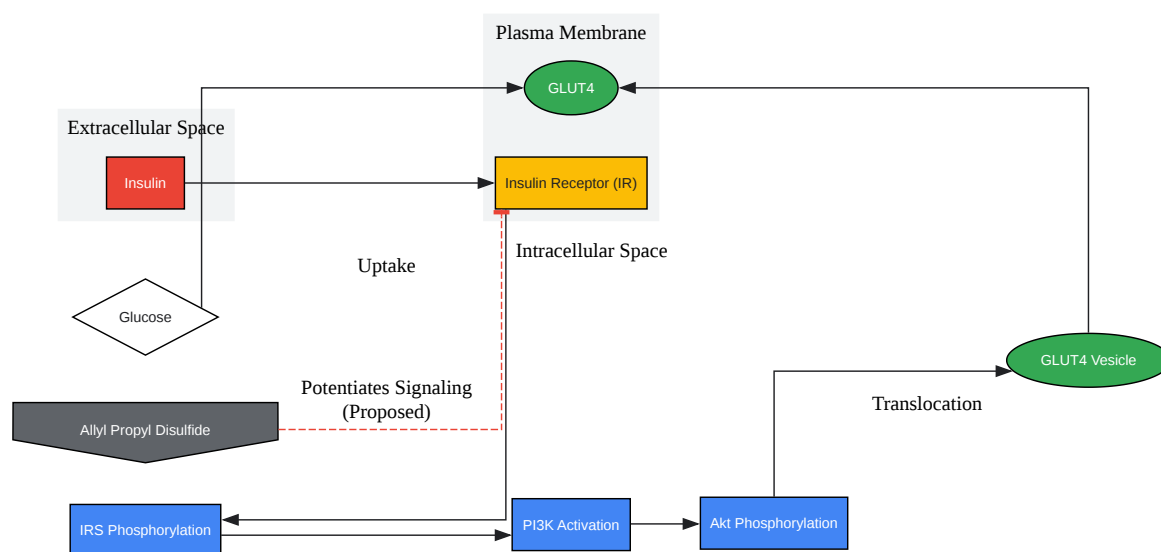 Plasma Membrane
GLUT4
Extracellular Space
Insulin
Insulin Receptor (IR)
Intracellular Space
Uptake
Glucose
GLUT4 Vesicle
Potentiates Signaling
(Proposed)
Translocation
Allyl Propyl Disulfide
IRS Phosphorylation
PI3K Activation
Akt Phosphorylation